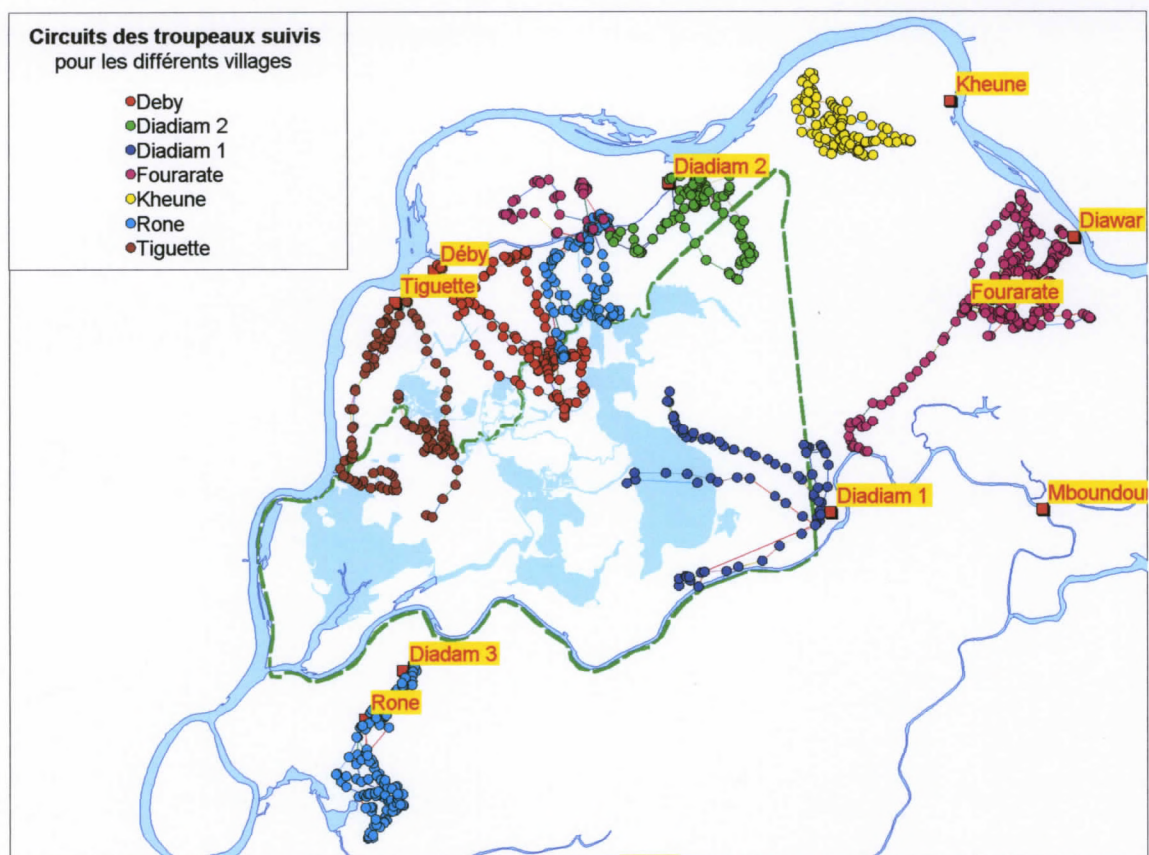 Circuits des troupeaux suivis
pour les différents villages
Deby
Diadiam 2
Diadiam 1
Fourarate
Kheune
Rone
Tiguette
Kheune
Diadiam 2
Diawar
Déby
Tiguette
Fourarate
Diadiam 1
Mboundour
Diadam 3
Rone